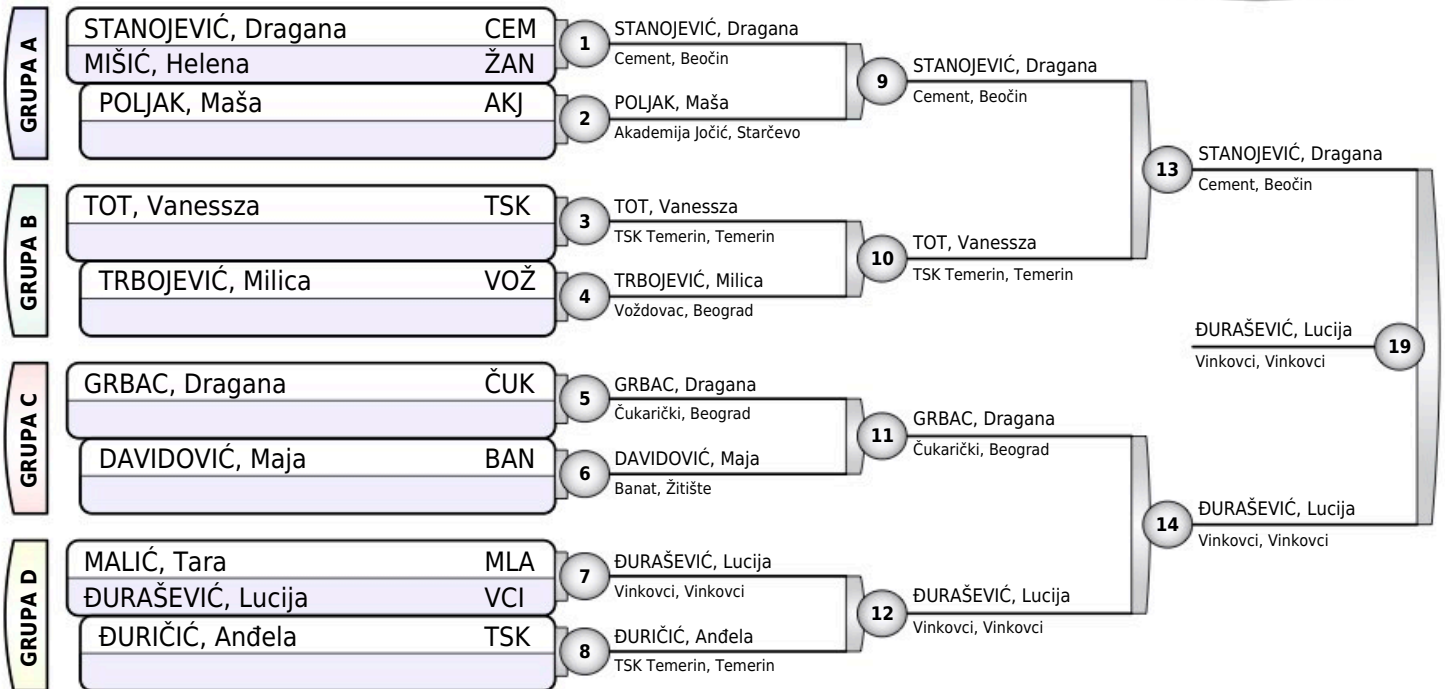 GRUPA A
STANOJEVIĆ, Dragana CEM
MIŠIĆ, Helena ŽAN
POLJAK, Maša AKJ
1
STANOJEVIĆ, Dragana
Cement, Beočin
2
POLJAK, Maša
Akademija Jočić, Starčevo
9
STANOJEVIĆ, Dragana
Cement, Beočin
GRUPA B
TOT, Vanessza TSK
TRBOJEVIĆ, Milica VOŽ
3
TOT, Vanessza
TSK Temerin, Temerin
4
TRBOJEVIĆ, Milica
Voždovac, Beograd
10
TOT, Vanessza
TSK Temerin, Temerin
13
STANOJEVIĆ, Dragana
Cement, Beočin
GRUPA C
GRBAC, Dragana ČUK
DAVIDOVIĆ, Maja BAN
5
GRBAC, Dragana
Čukarički, Beograd
6
DAVIDOVIĆ, Maja
Banat, Žitište
11
GRBAC, Dragana
Čukarički, Beograd
GRUPA D
MALIĆ, Tara MLA
ĐURAŠEVIĆ, Lucija VCI
ĐURIČIĆ, Anđela TSK
7
ĐURAŠEVIĆ, Lucija
Vinkovci, Vinkovci
8
ĐURIČIĆ, Anđela
TSK Temerin, Temerin
12
ĐURAŠEVIĆ, Lucija
Vinkovci, Vinkovci
14
ĐURAŠEVIĆ, Lucija
Vinkovci, Vinkovci
ĐURAŠEVIĆ, Lucija
Vinkovci, Vinkovci
19